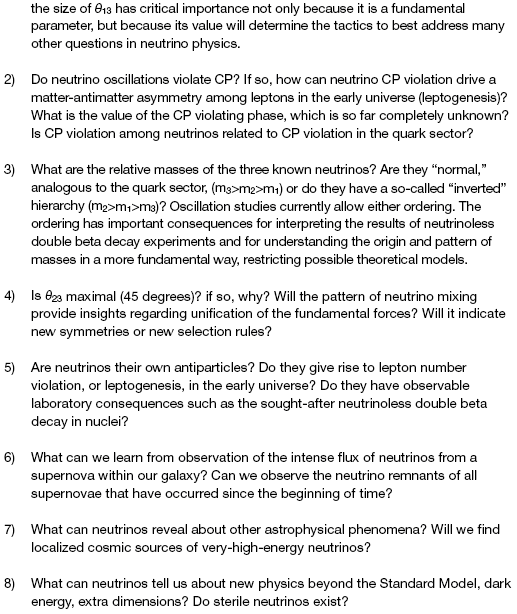 the size of θ13 has critical importance not only because it is a fundamental
parameter, but because its value will determine the tactics to best address many
other questions in neutrino physics.
2) Do neutrino oscillations violate CP? If so, how can neutrino CP violation drive a
matter-antimatter asymmetry among leptons in the early universe (leptogenesis)?
What is the value of the CP violating phase, which is so far completely unknown?
Is CP violation among neutrinos related to CP violation in the quark sector?
3) What are the relative masses of the three known neutrinos? Are they “normal,”
analogous to the quark sector, (m3>m2>m1) or do they have a so-called “inverted”
hierarchy (m2>m1>m3)? Oscillation studies currently allow either ordering. The
ordering has important consequences for interpreting the results of neutrinoless
double beta decay experiments and for understanding the origin and pattern of
masses in a more fundamental way, restricting possible theoretical models.
4) Is θ23 maximal (45 degrees)? if so, why? Will the pattern of neutrino mixing
provide insights regarding unification of the fundamental forces? Will it indicate
new symmetries or new selection rules?
5) Are neutrinos their own antiparticles? Do they give rise to lepton number
violation, or leptogenesis, in the early universe? Do they have observable
laboratory consequences such as the sought-after neutrinoless double beta
decay in nuclei?
6) What can we learn from observation of the intense flux of neutrinos from a
supernova within our galaxy? Can we observe the neutrino remnants of all
supernovae that have occurred since the beginning of time?
7) What can neutrinos reveal about other astrophysical phenomena? Will we find
localized cosmic sources of very-high-energy neutrinos?
8) What can neutrinos tell us about new physics beyond the Standard Model, dark
energy, extra dimensions? Do sterile neutrinos exist?